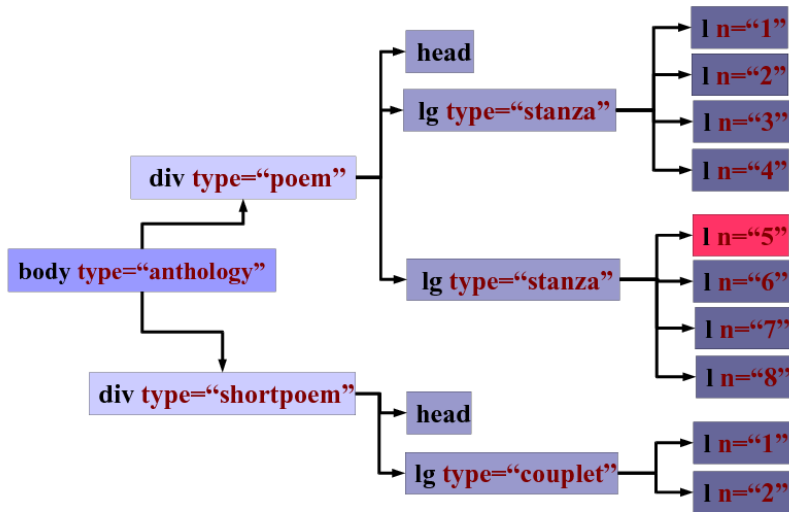 l n=“1”
head
l n=“2”
lg type=“stanza”
l n=“3”
l n=“4”
div type=“poem”
l n=“5”
body type=“anthology”
lg type=“stanza”
l n=“6”
l n=“7”
l n=“8”
div type=“shortpoem”
head
l n=“1”
lg type=“couplet”
l n=“2”